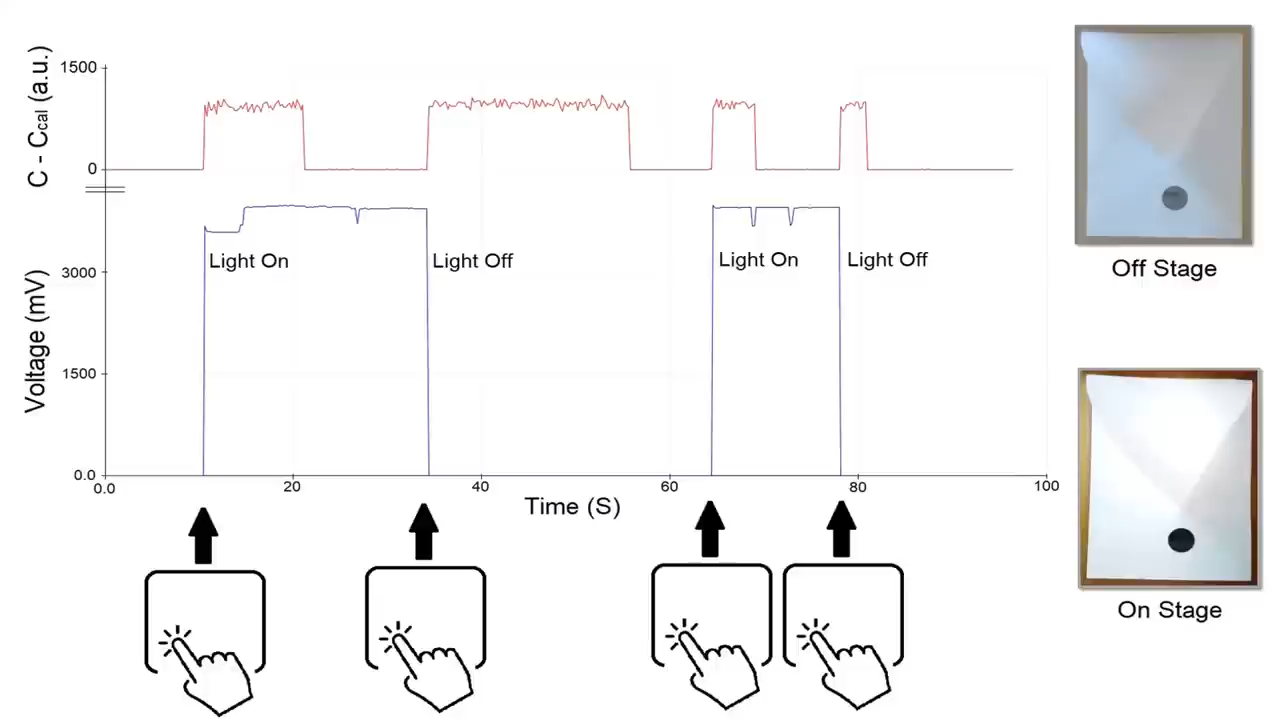 C - Ccal (a.u.)
1500
0
Voltage (mV)
3000
1500
0.0
Light On
Light Off
Light On
Light Off
0.0
20
40
60
80
100
Time (S)
Off Stage
On Stage